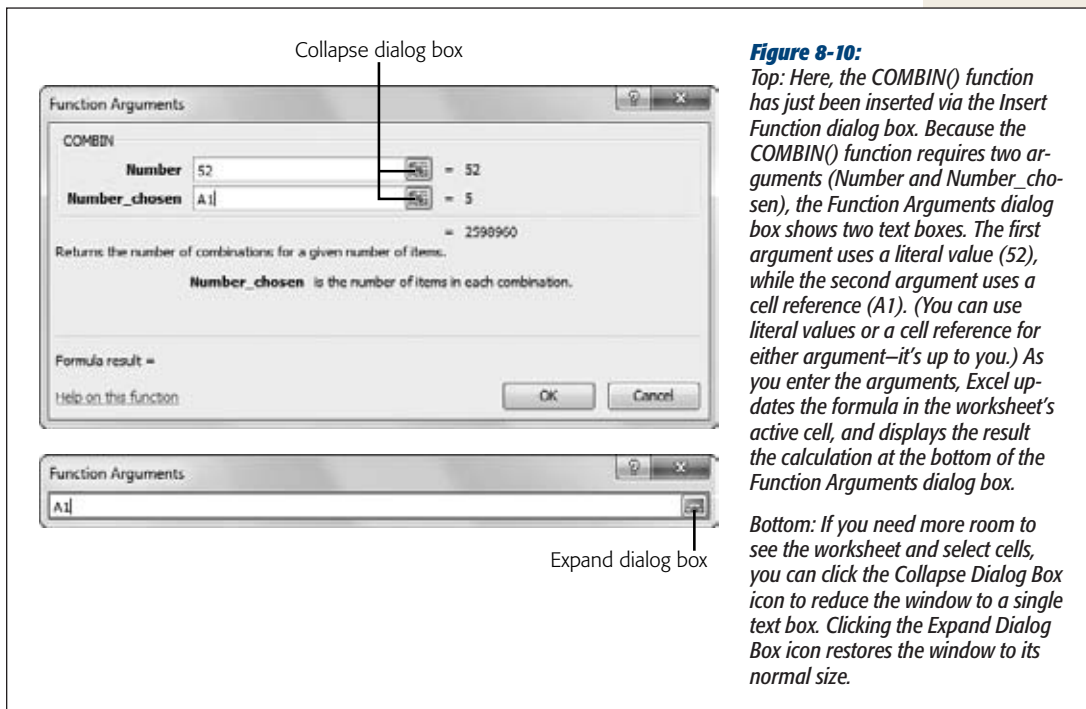 Collapse dialog box
Function Arguments
COMBIN
Number 52 = 52
Number_chosen A1 = 5
= 2598960
Returns the number of combinations for a given number of items.
Number_chosen is the number of items in each combination.
Formula result =
Help on this function
OK Cancel
Function Arguments
A1
Expand dialog box
Figure 8-10:
Top: Here, the COMBIN() function
has just been inserted via the Insert
Function dialog box. Because the
COMBIN() function requires two ar-
guments (Number and Number_cho-
sen), the Function Arguments dialog
box shows two text boxes. The first
argument uses a literal value (52),
while the second argument uses a
cell reference (A1). (You can use
literal values or a cell reference for
either argument—it's up to you.) As
you enter the arguments, Excel up-
dates the formula in the worksheet's
active cell, and displays the result
the calculation at the bottom of the
Function Arguments dialog box.
Bottom: If you need more room to
see the worksheet and select cells,
you can click the Collapse Dialog Box
icon to reduce the window to a single
text box. Clicking the Expand Dialog
Box icon restores the window to its
normal size.